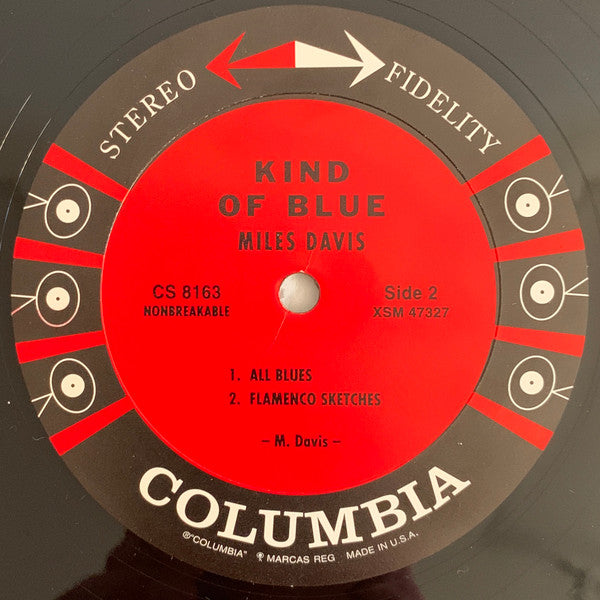 STEREO FIDELITY
KIND
OF BLUE
MILES DAVIS
CS 8163
NONBREAKABLE
Side 2
XSM 47327
1. ALL BLUES
2. FLAMENCO SKETCHES
– M. Davis –
COLUMBIA
®"COLUMBIA" MARCAS REG MADE IN U.S.A.